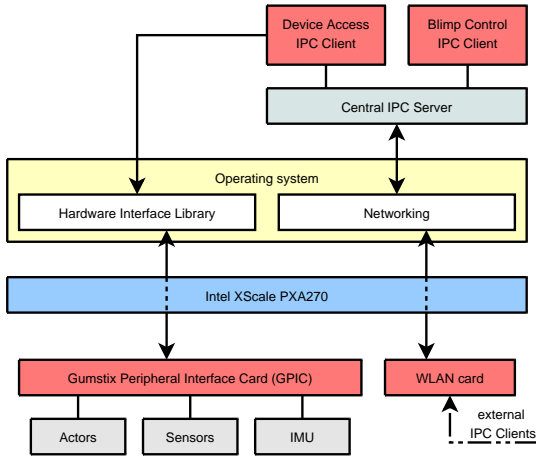 Device Access
IPC Client
Blimp Control
IPC Client
Central IPC Server
Operating system
Hardware Interface Library
Networking
Intel XScale PXA270
Gumstix Peripheral Interface Card (GPIC)
WLAN card
Actors
Sensors
IMU
external
IPC Clients